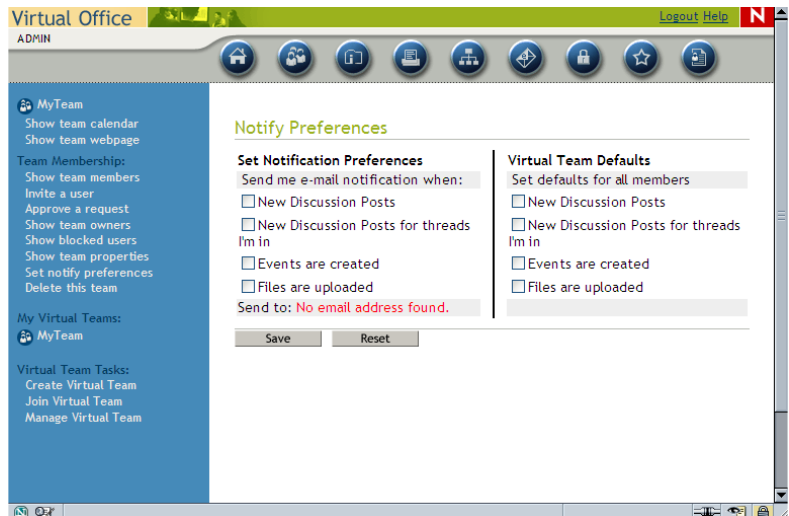 Virtual Office
Logout Help
N
ADMIN
MyTeam
Show team calendar
Show team webpage
Team Membership:
Show team members
Invite a user
Approve a request
Show team owners
Show blocked users
Show team properties
Set notify preferences
Delete this team
My Virtual Teams:
MyTeam
Virtual Team Tasks:
Create Virtual Team
Join Virtual Team
Manage Virtual Team
Notify Preferences
Set Notification Preferences
Send me e-mail notification when:
New Discussion Posts
New Discussion Posts for threads
I'm in
Events are created
Files are uploaded
Send to: No email address found.
Virtual Team Defaults
Set defaults for all members
New Discussion Posts
New Discussion Posts for threads
I'm in
Events are created
Files are uploaded
Save
Reset